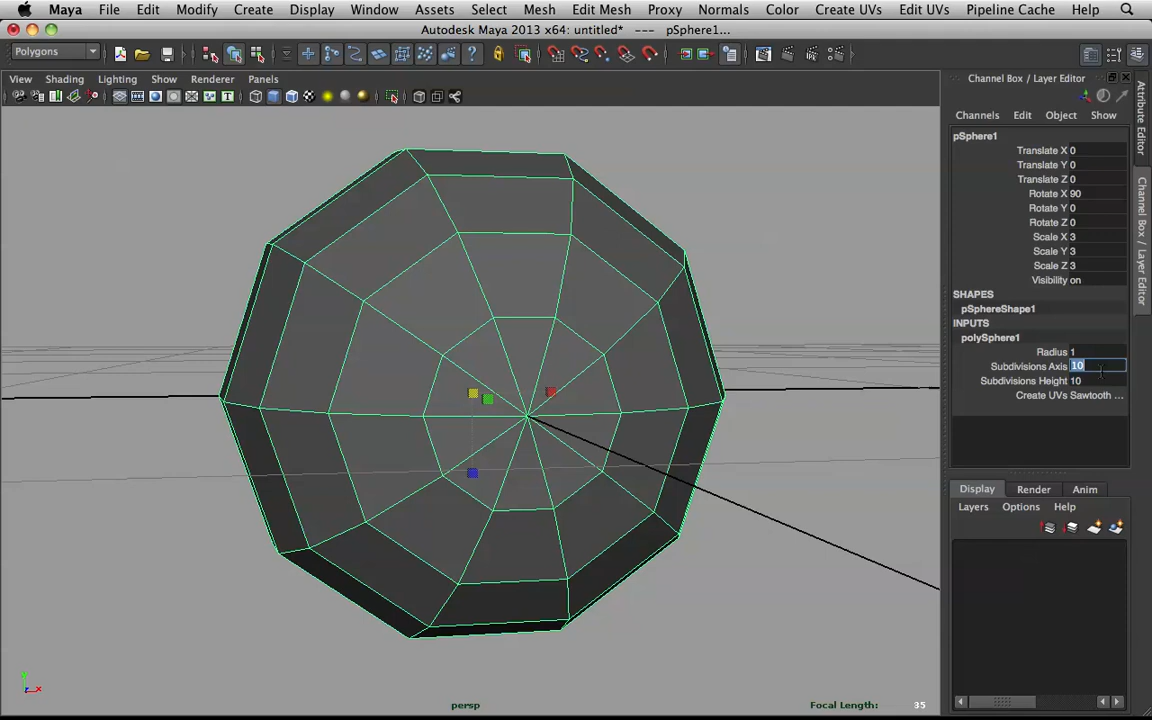 Maya File Edit Modify Create Display Window Assets Select Mesh Edit Mesh Proxy Normals Color Create UVs Edit UVs Pipeline Cache Help
Autodesk Maya 2013 x64: untitled* --- pSphere1...
Polygons
View Shading Lighting Show Renderer Panels
Channel Box / Layer Editor
Channels Edit Object Show
pSphere1
Translate X 0
Translate Y 0
Translate Z 0
Rotate X 90
Rotate Y 0
Rotate Z 0
Scale X 3
Scale Y 3
Scale Z 3
Visibility on
SHAPES
pSphereShape1
INPUTS
polySphere1
Radius 1
Subdivisions Axis 10
Subdivisions Height 10
Create UVs Sawtooth ...
Display Render Anim
Layers Options Help
Attribute Editor
Channel Box / Layer Editor
y
x
persp
Focal Length: 35